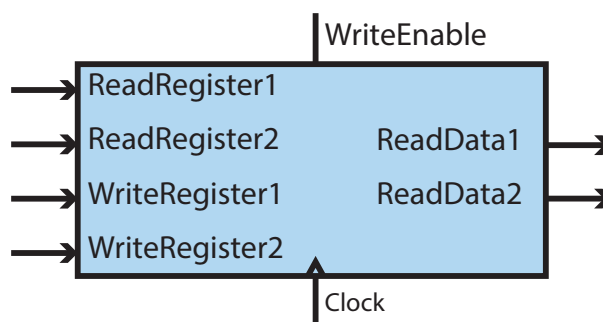 WriteEnable
ReadRegister1
ReadRegister2
ReadData1
WriteRegister1
ReadData2
WriteRegister2
Clock